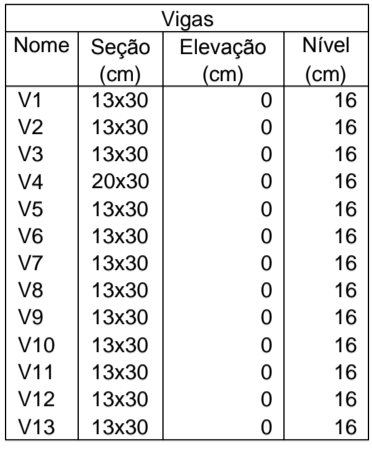 Vigas
Nome Seção Elevação Nível
(cm) (cm) (cm)
V1 13x30 0 16
V2 13x30 0 16
V3 13x30 0 16
V4 20x30 0 16
V5 13x30 0 16
V6 13x30 0 16
V7 13x30 0 16
V8 13x30 0 16
V9 13x30 0 16
V10 13x30 0 16
V11 13x30 0 16
V12 13x30 0 16
V13 13x30 0 16